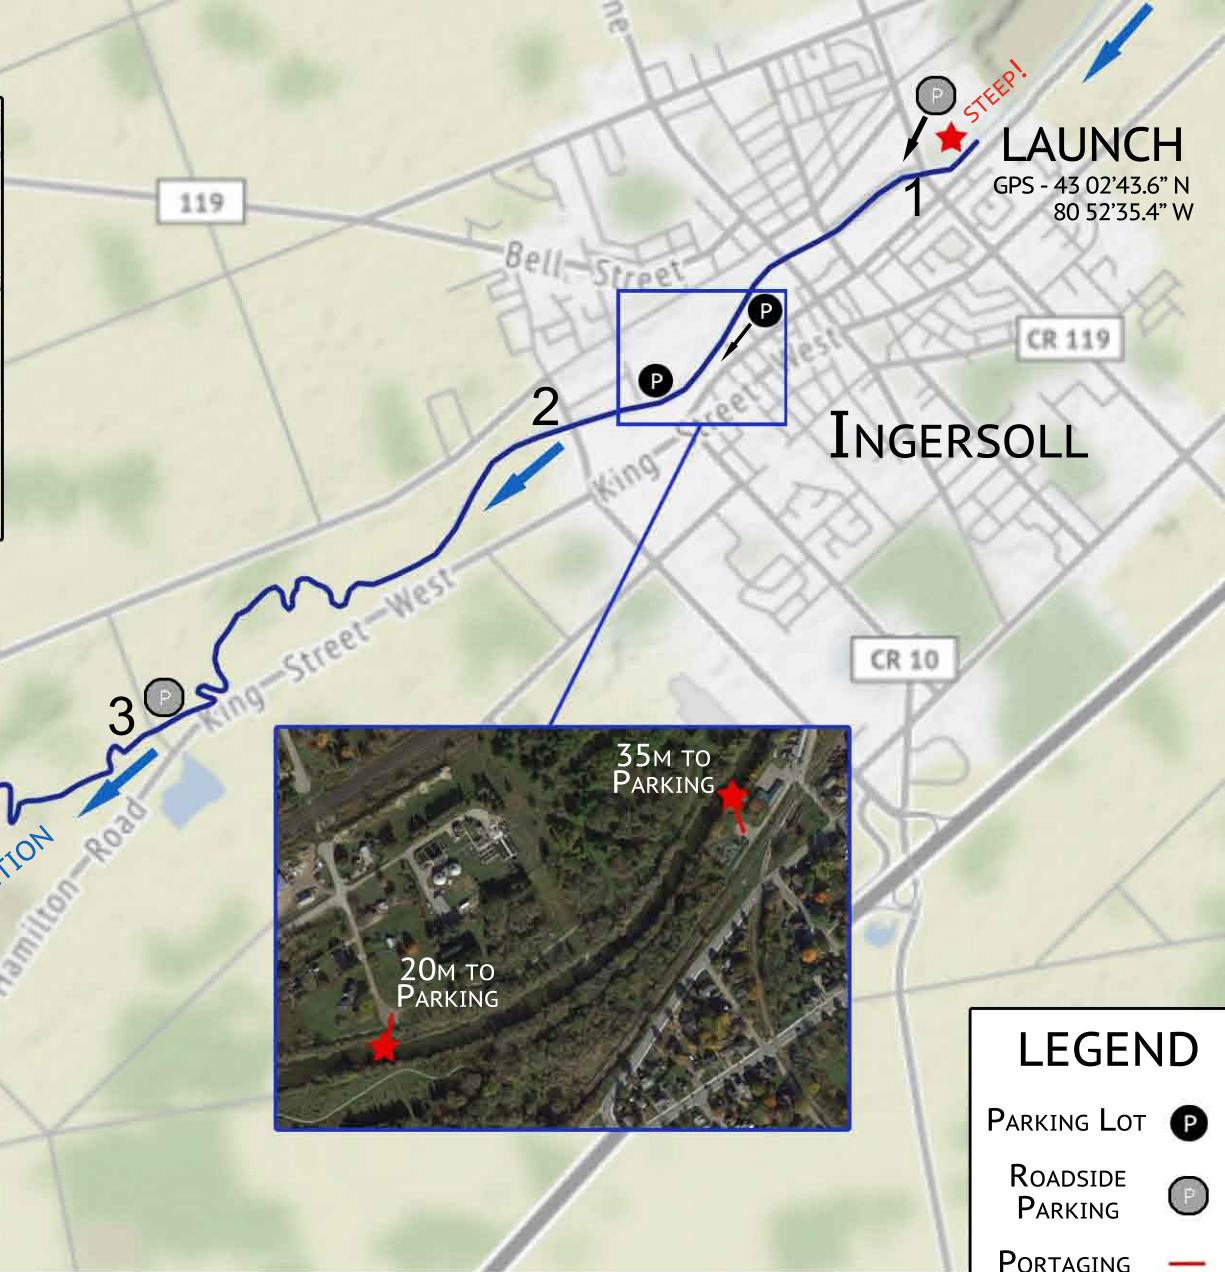 ne
P
STEEP!
LAUNCH
GPS - 43 02'43.6" N
80 52'35.4" W
1
119
Bell Street
P
CR 119
P
2
King Street West
INGERSOLL
CR 10
King Street West
3
P
TION
Hamilton Road
35M TO
PARKING
20M TO
PARKING
LEGEND
PARKING LOT P
ROADSIDE
PARKING P
PORTAGING